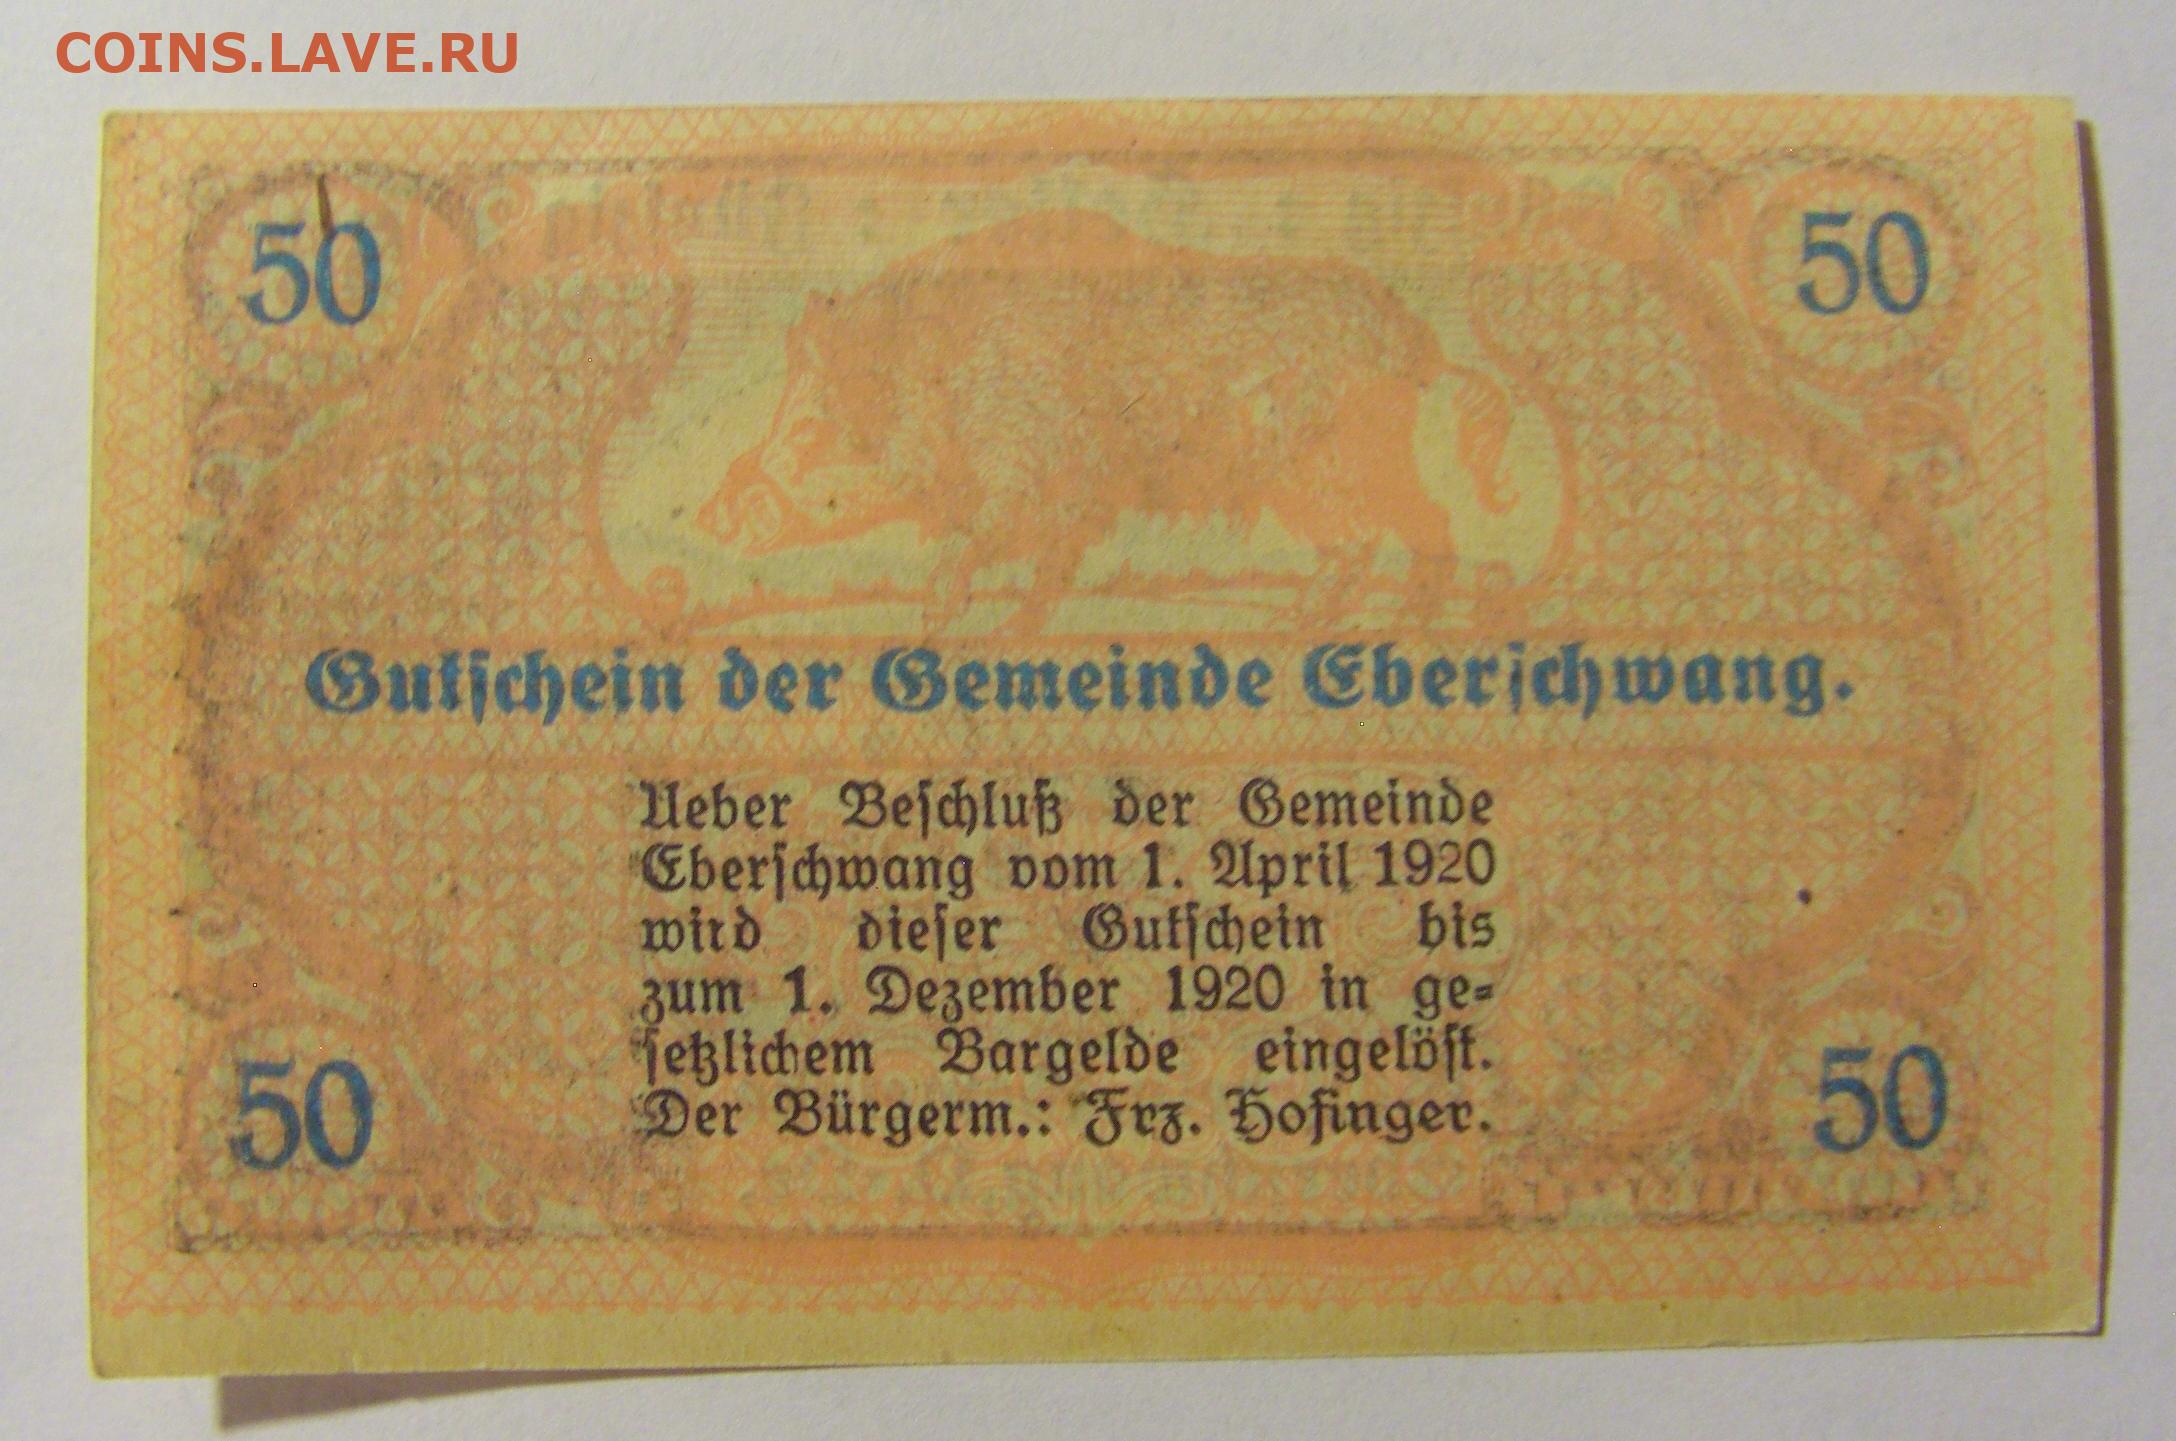 COINS.LAVE.RU
50 50
Gutschein der Gemeinde Eberschwang.
Ueber Beschluß der Gemeinde
Eberschwang vom 1. April 1920
wird dieser Gutschein bis
zum 1. Dezember 1920 in ge-
setzlichem Bargelde eingelöst.
Der Bürgerm.: Frz. Hofinger.
50 50